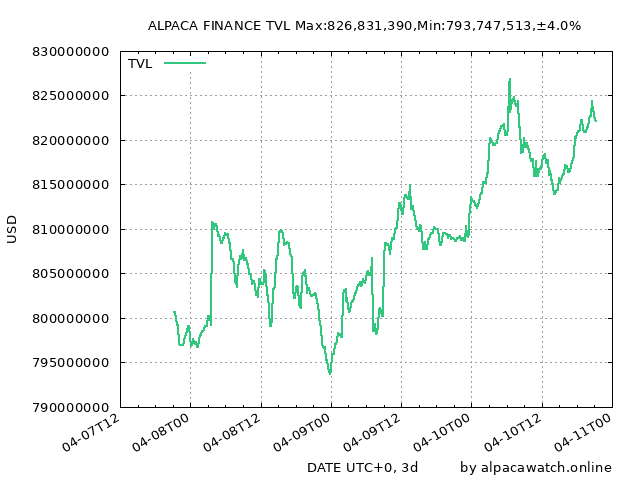 ALPACA FINANCE TVL Max:826,831,390,Min:793,747,513,±4.0%
830000000
TVL
825000000
820000000
815000000
810000000
USD
805000000
800000000
795000000
790000000
04-07T12
04-08T00
04-08T12
04-09T00
04-09T12
04-10T00
04-10T12
04-11T00
DATE UTC+0, 3d
by alpacawatch.online